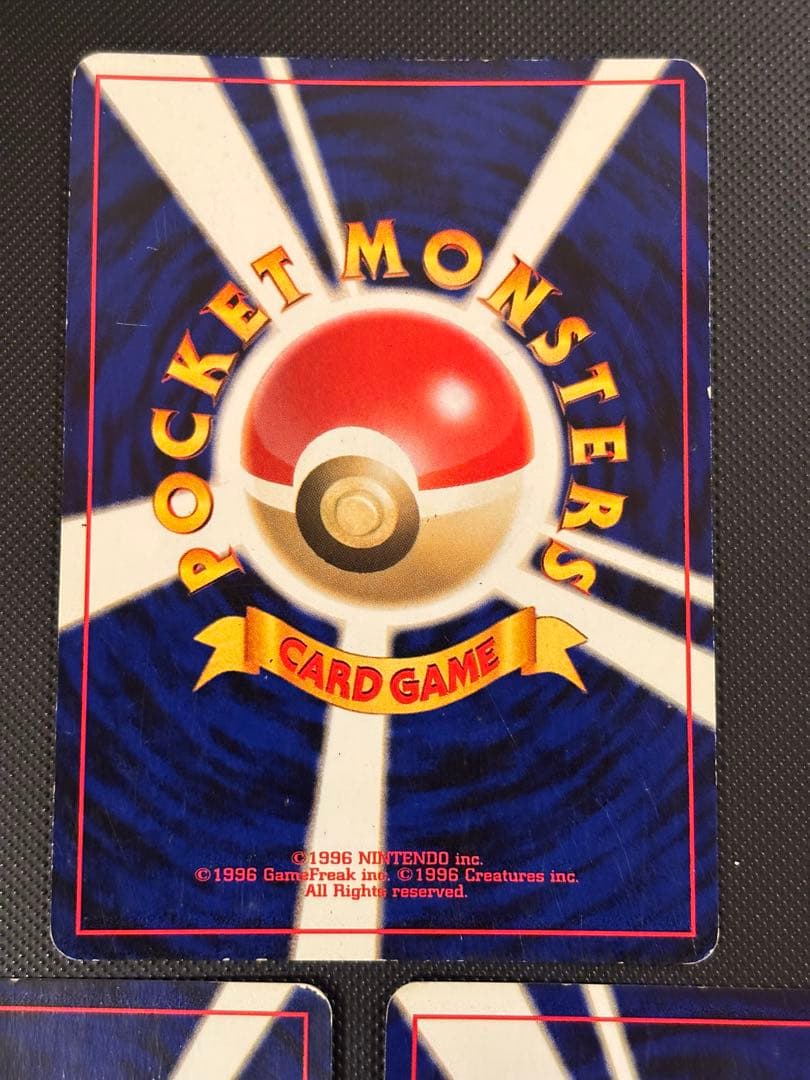 POCKET MONSTERS
CARD GAME
©1996 NINTENDO inc.
©1996 GameFreak inc. ©1996 Creatures inc.
All Rights reserved.